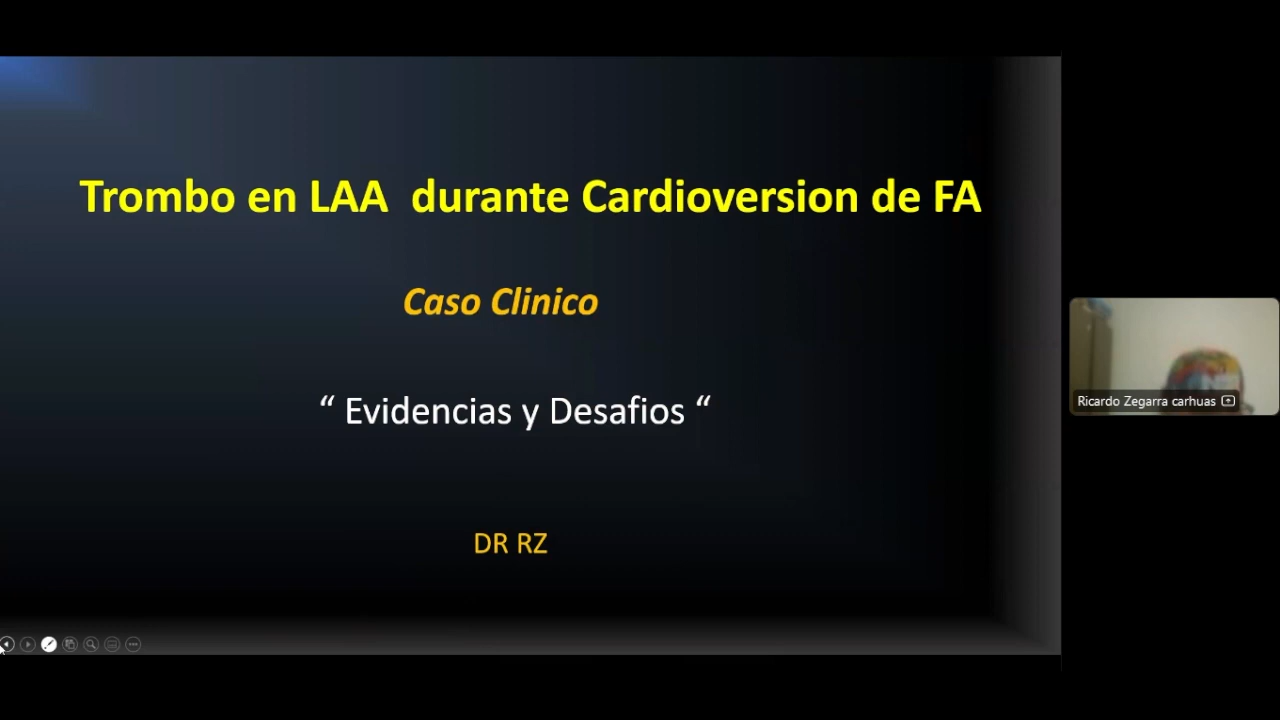 Trombo en LAA durante Cardioversion de FA
Caso Clinico
“ Evidencias y Desafios “
DR RZ
Ricardo Zegarra carhuas